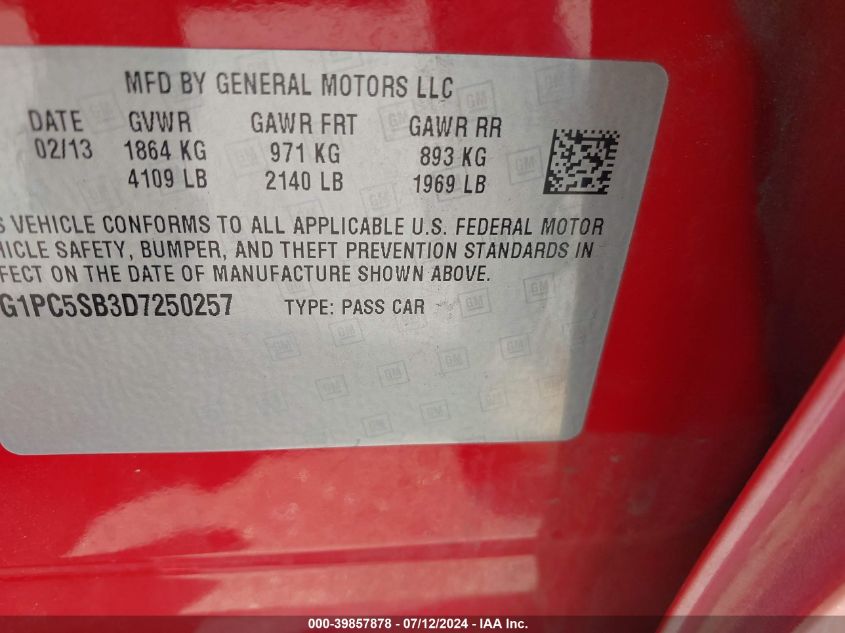 MFD BY GENERAL MOTORS LLC
DATE GVWR GAWR FRT GAWR RR
02/13 1864 KG 971 KG 893 KG
4109 LB 2140 LB 1969 LB
S VEHICLE CONFORMS TO ALL APPLICABLE U.S. FEDERAL MOTOR
HICLE SAFETY, BUMPER, AND THEFT PREVENTION STANDARDS IN
FECT ON THE DATE OF MANUFACTURE SHOWN ABOVE.
G1PC5SB3D7250257 TYPE: PASS CAR
000-39857878 - 07/12/2024 - IAA Inc.